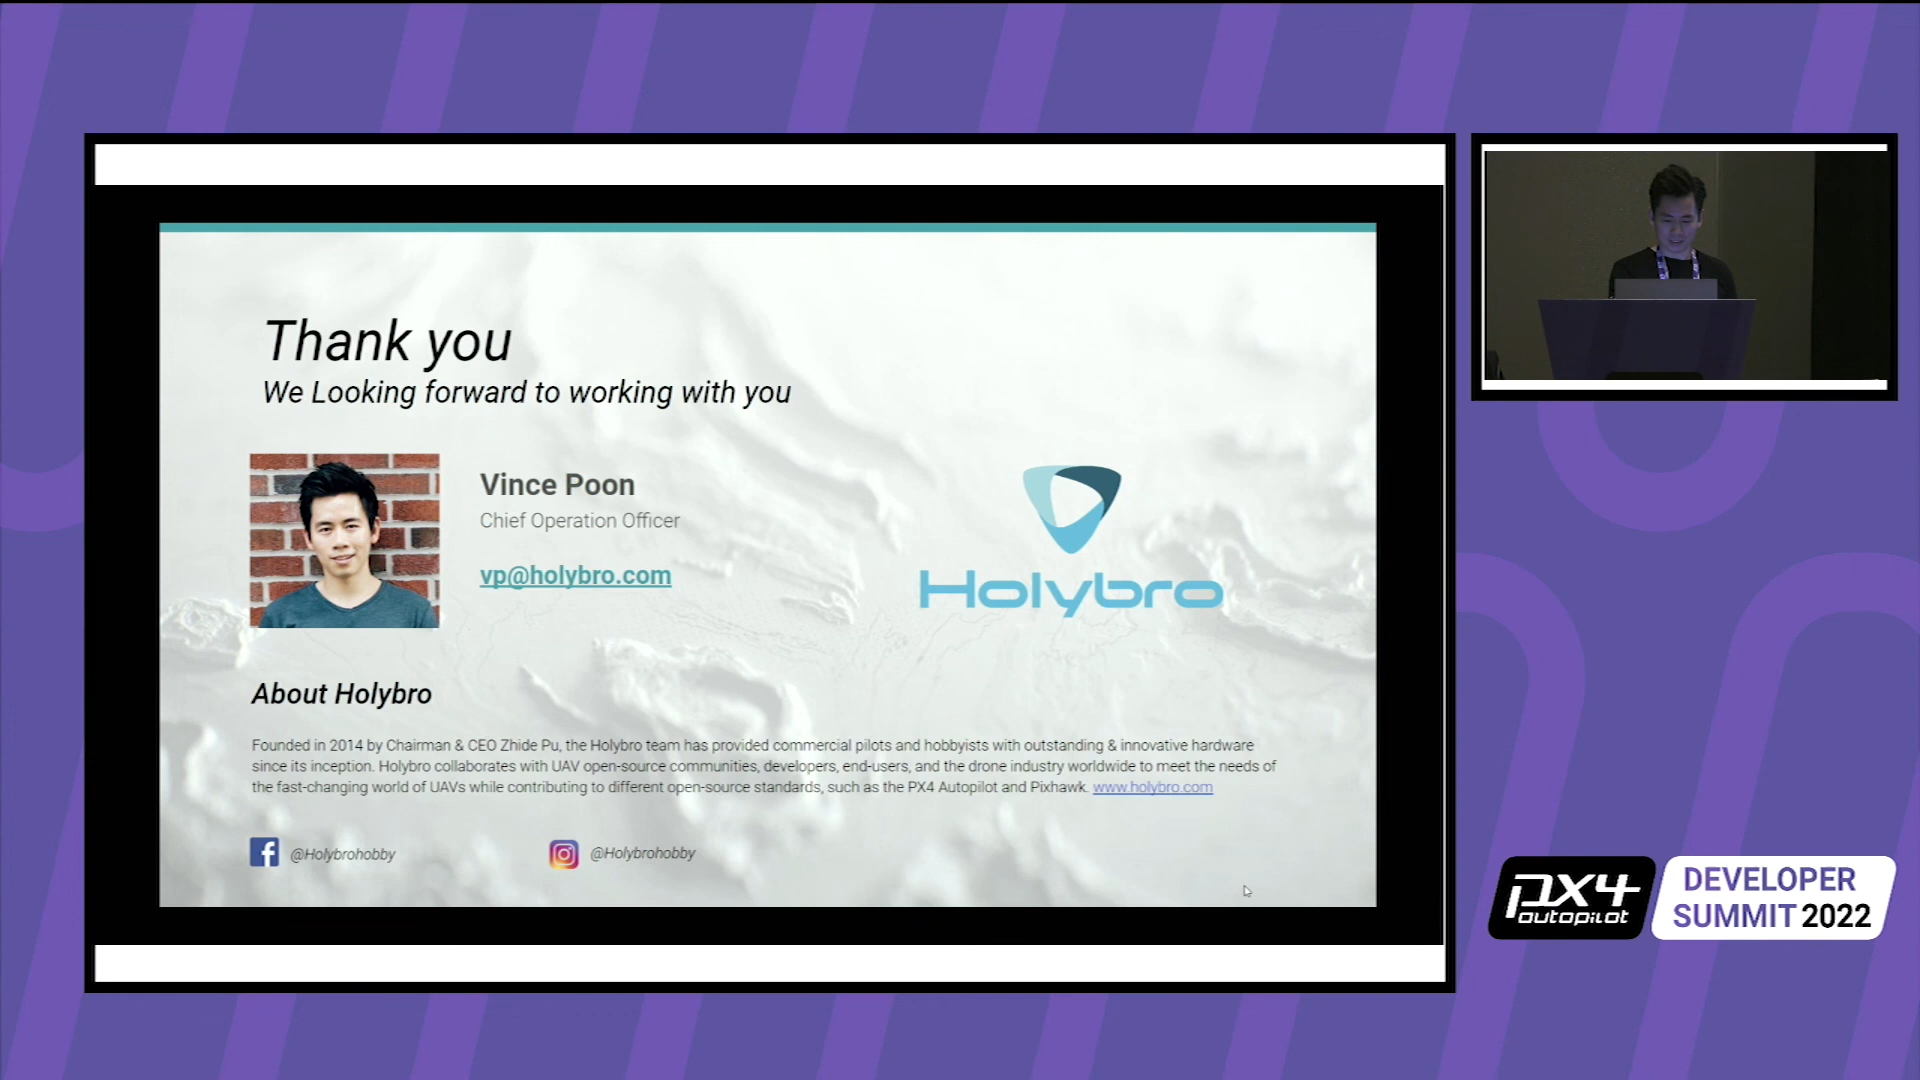 Thank you
We Looking forward to working with you
Vince Poon
Chief Operation Officer
vp@holybro.com
Holybro
About Holybro
Founded in 2014 by Chairman & CEO Zhide Pu, the Holybro team has provided commercial pilots and hobbyists with outstanding & innovative hardware
since its inception. Holybro collaborates with UAV open-source communities, developers, end-users, and the drone industry worldwide to meet the needs of
the fast-changing world of UAVs while contributing to different open-source standards, such as the PX4 Autopilot and Pixhawk. www.holybro.com
@Holybrohobby
@Holybrohobby
PX4
autopilot
DEVELOPER
SUMMIT 2022